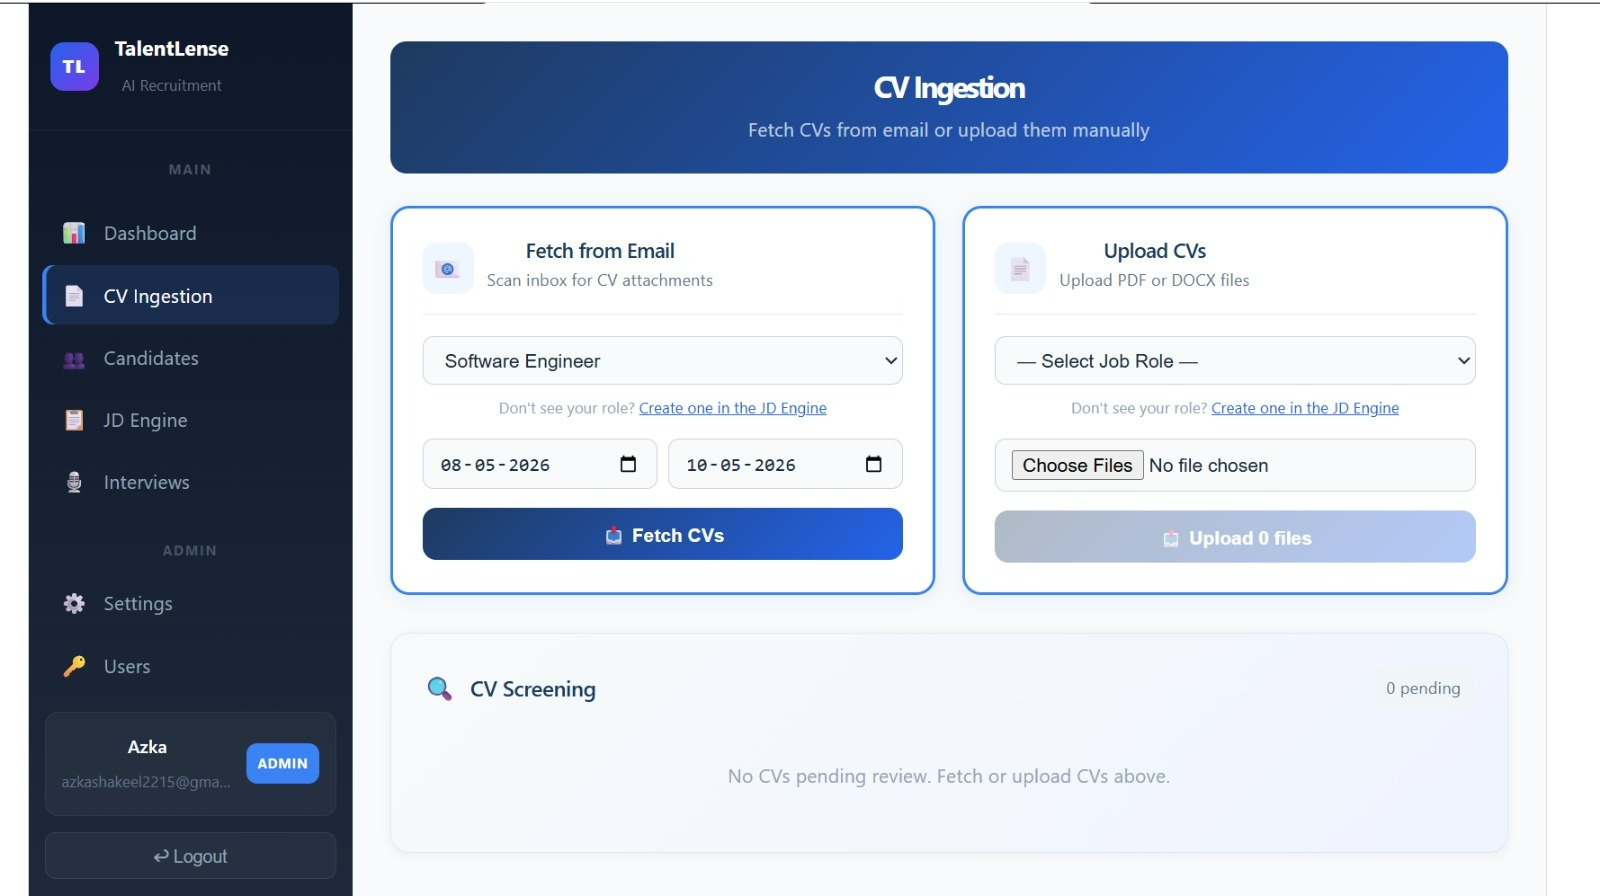 TL
TalentLense
AI Recruitment
MAIN
Dashboard
CV Ingestion
Candidates
JD Engine
Interviews
ADMIN
Settings
Users
Azka
azkashakeel2215@gma...
ADMIN
Logout
CV Ingestion
Fetch CVs from email or upload them manually
Fetch from Email
Scan inbox for CV attachments
Software Engineer
Don't see your role? Create one in the JD Engine
08-05-2026 10-05-2026
Fetch CVs
Upload CVs
Upload PDF or DOCX files
— Select Job Role —
Don't see your role? Create one in the JD Engine
Choose Files No file chosen
Upload 0 files
CV Screening
0 pending
No CVs pending review. Fetch or upload CVs above.